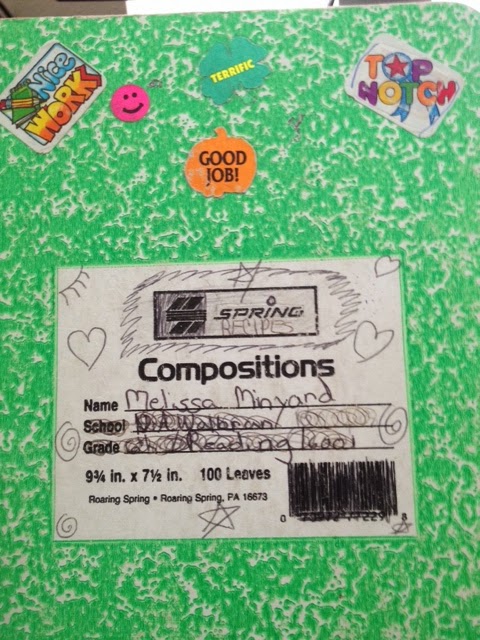 Nice WORK
TERRIFIC
TOP NOTCH
GOOD JOB!
SPRING
RECIPES
Compositions
Name Melissa Minyard
School
Grade Reading
9¾ in. x 7½ in. 100 Leaves
Roaring Spring • Roaring Spring, PA 16673